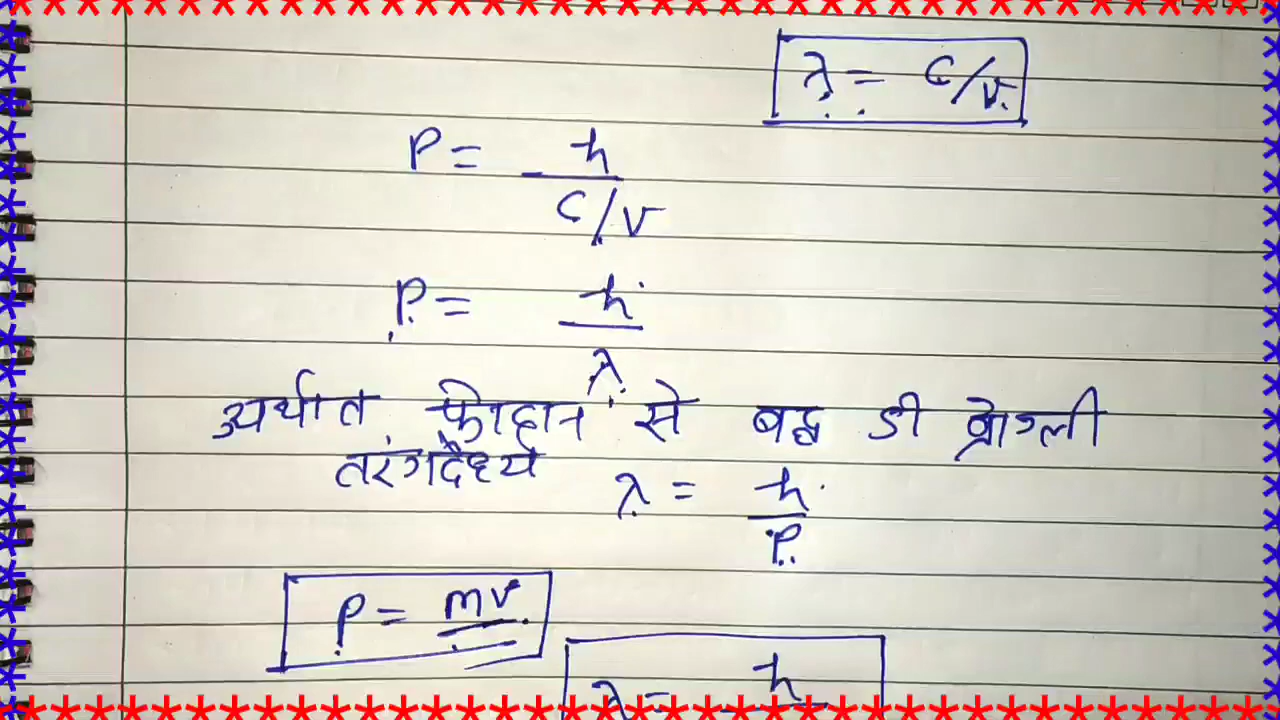 λ = c/v
P = h
c/v
P = h
λ
अर्थात फोटान से बद्ध डी ब्रोग्ली
तरंगदैर्ध्य
λ = h
P
P = mv
λ = h